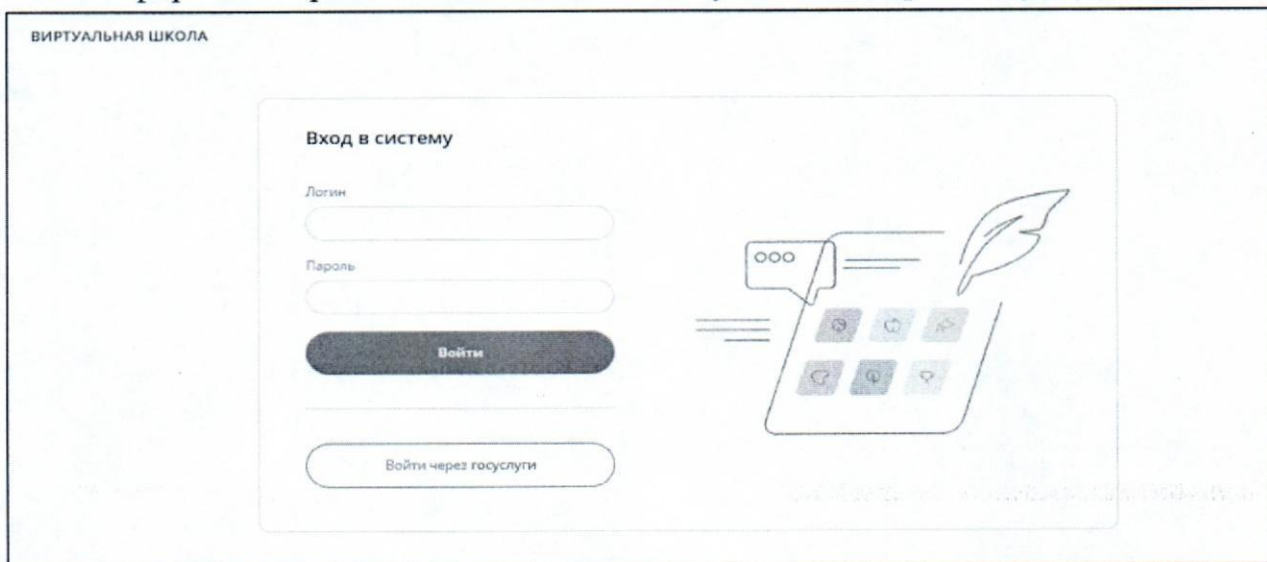 ВИРТУАЛЬНАЯ ШКОЛА
Вход в систему
Логин
Пароль
Войти
Войти через госуслуги